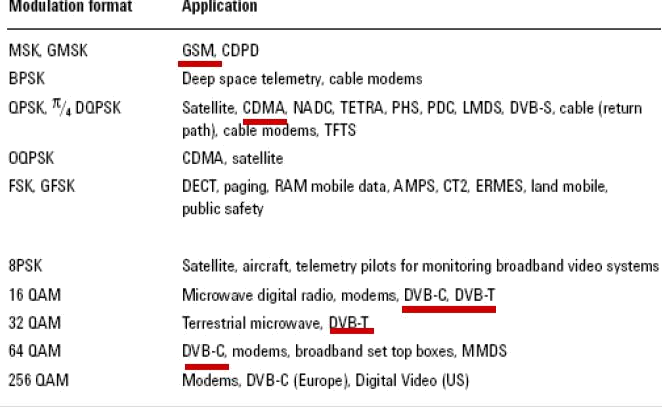 Modulation format Application
MSK, GMSK GSM, CDPD
BPSK Deep space telemetry, cable modems
QPSK, π/4 DQPSK Satellite, CDMA, NADC, TETRA, PHS, PDC, LMDS, DVB-S, cable (return
path), cable modems, TFTS
OQPSK CDMA, satellite
FSK, GFSK DECT, paging, RAM mobile data, AMPS, CT2, ERMES, land mobile,
public safety
8PSK Satellite, aircraft, telemetry pilots for monitoring broadband video systems
16 QAM Microwave digital radio, modems, DVB-C, DVB-T
32 QAM Terrestrial microwave, DVB-T
64 QAM DVB-C, modems, broadband set top boxes, MMDS
256 QAM Modems, DVB-C (Europe), Digital Video (US)